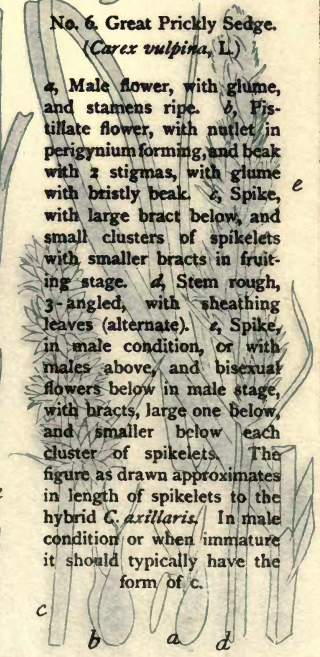 No. 6. Great Prickly Sedge.
(Carex vulpina, L.)
a, Male flower, with glume,
and stamens ripe. b, Pis-
tillate flower, with nutlet in
perigynium forming, and beak
with 2 stigmas, with glume
with bristly beak. c, Spike,
with large bract below, and
small clusters of spikelets
with smaller bracts in fruit-
ing stage. d, Stem rough,
3-angled, with sheathing
leaves (alternate). e, Spike,
in male condition, or with
males above, and bisexual
flowers below in male stage,
with bracts, large one below,
and smaller below each
cluster of spikelets. The
figure as drawn approximates
in length of spikelets to the
hybrid C. axillaris. In male
condition or when immature
it should typically have the
form of c.
e
c
b
a
d